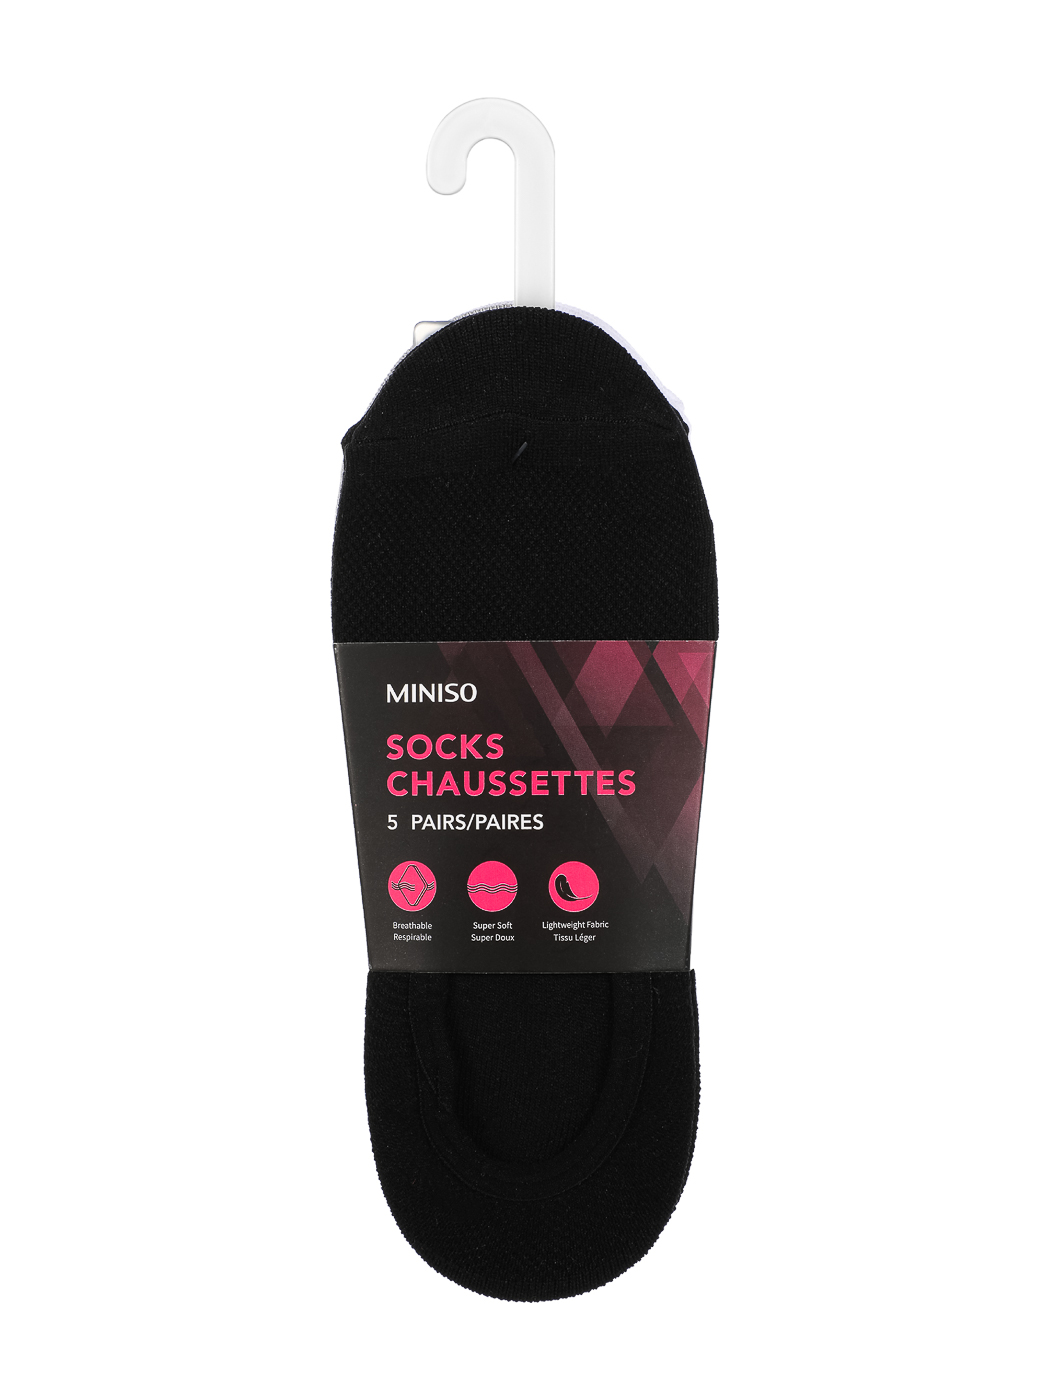 MINISO
SOCKS
CHAUSSETTES
5 PAIRS/PAIRES
Breathable
Respirable
Super Soft
Super Doux
Lightweight Fabric
Tissu Léger